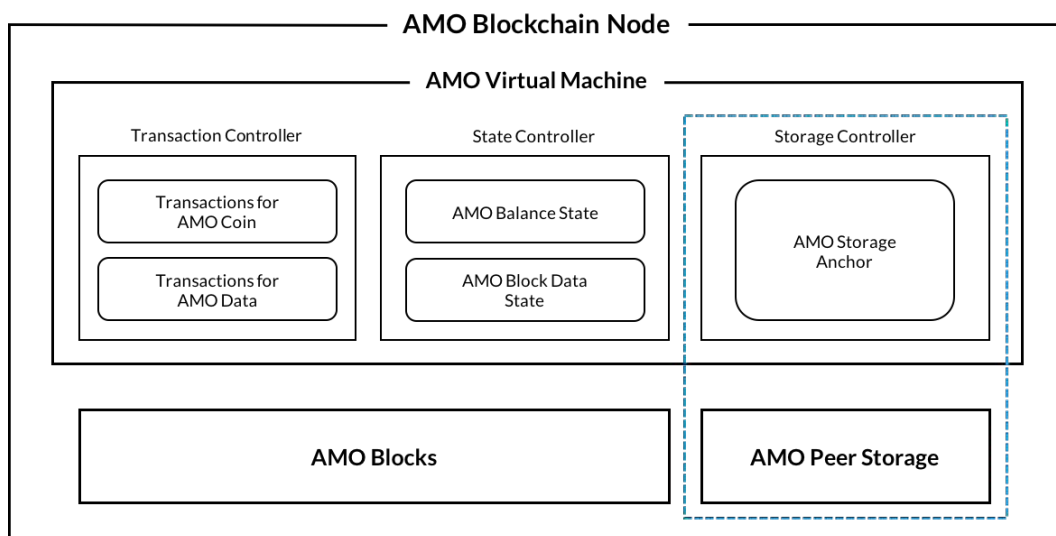 AMO Blockchain Node
AMO Virtual Machine
Transaction Controller
Transactions for
AMO Coin
Transactions for
AMO Data
State Controller
AMO Balance State
AMO Block Data
State
Storage Controller
AMO Storage
Anchor
AMO Blocks
AMO Peer Storage